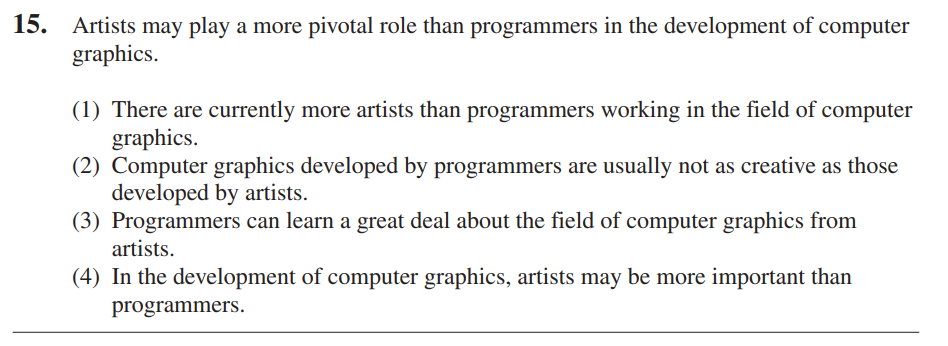 15. Artists may play a more pivotal role than programmers in the development of computer
graphics.
(1) There are currently more artists than programmers working in the field of computer
graphics.
(2) Computer graphics developed by programmers are usually not as creative as those
developed by artists.
(3) Programmers can learn a great deal about the field of computer graphics from
artists.
(4) In the development of computer graphics, artists may be more important than
programmers.